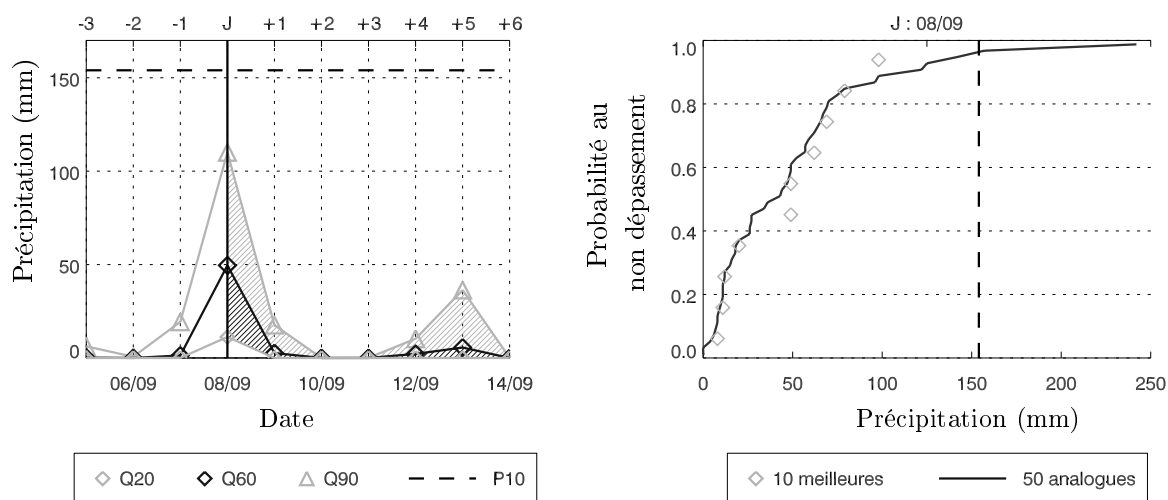 -3 -2 -1 J +1 +2 +3 +4 +5 +6
Précipitation (mm)
150
100
50
0
06/09 08/09 10/09 12/09 14/09
Date
Q20 Q60 Q90 P10
J : 08/09
Probabilité au
non dépassement
1.0
0.8
0.6
0.4
0.2
0.0
0 50 100 150 200 250
Précipitation (mm)
10 meilleures 50 analogues